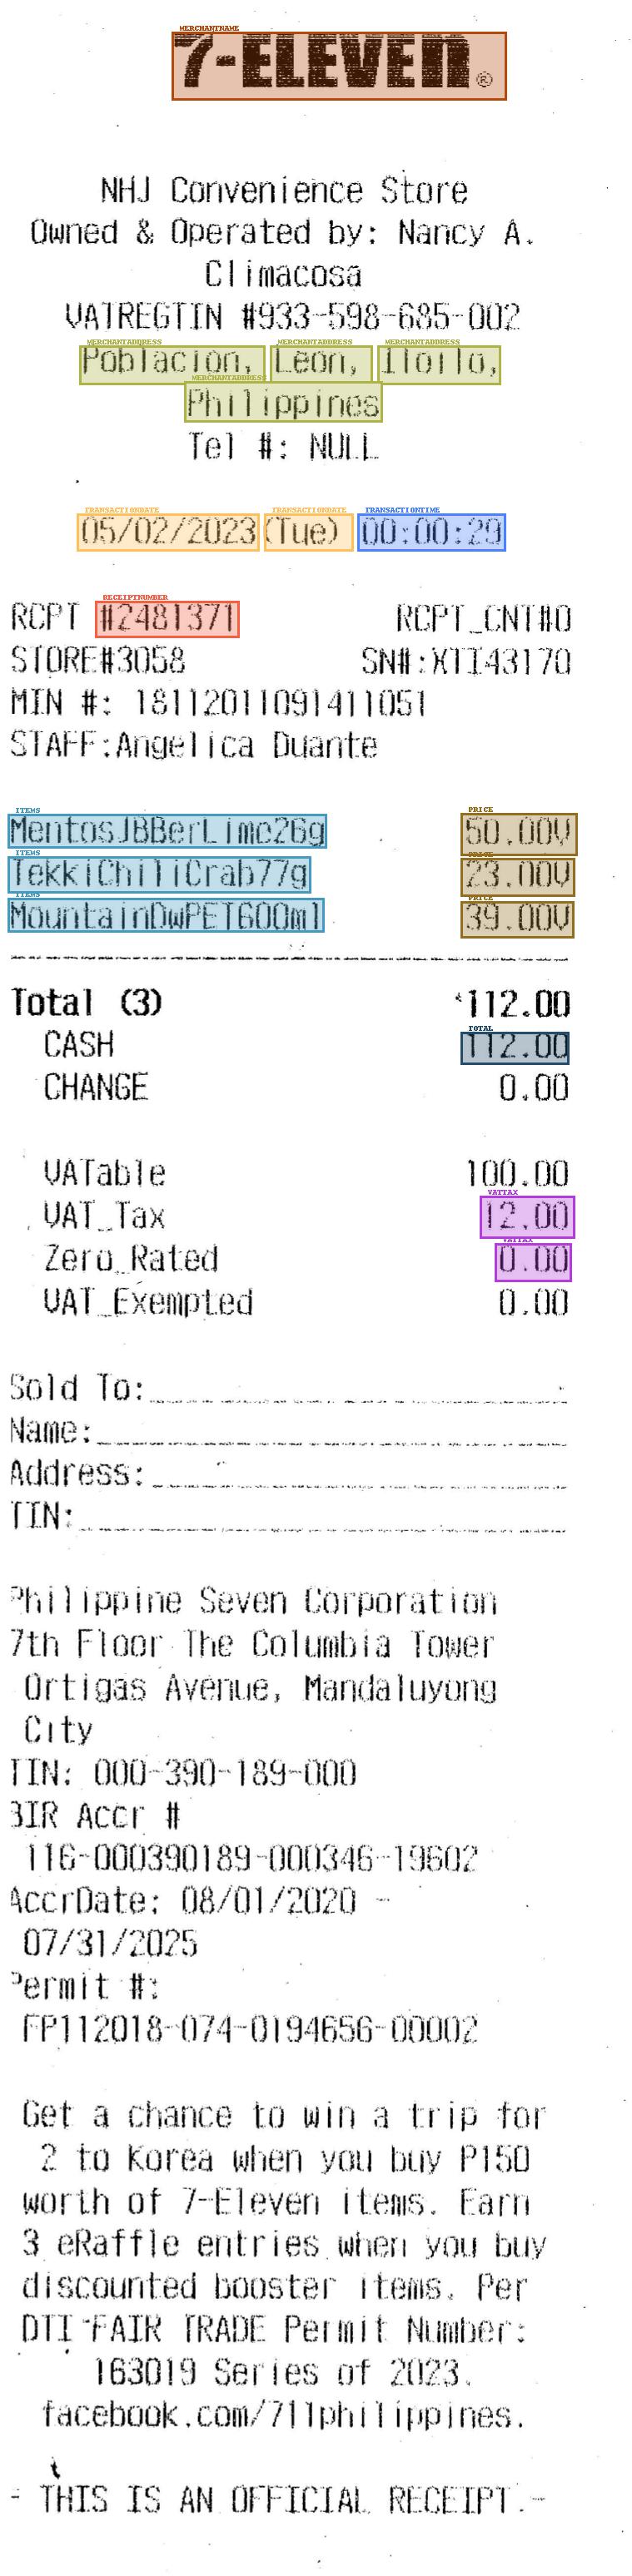 MERCHANTNAME
7-ELEVEn®
NHJ Convenience Store
Owned & Operated by: Nancy A.
Climacosa
VATREGTIN #933-598-685-002
MERCHANTADDRESS MERCHANTADDRESS MERCHANTADDRESS
Poblacion, Leon, Iloilo,
MERCHANTADDRESS
Philippines
Tel #: NULL
TRANSACTIONDATE TRANSACTIONDATE TRANSACTIONTIME
05/02/2023 (Tue) 00:00:29
RECEIPTNUMBER
RCPT #2481371 RCPT_CNT#0
STORE#3058 SN#:XTI43170
MIN #: 18112011091411051
STAFF:Angelica Duante
ITEMS PRICE
MentosJBBerLime26g 50.00V
ITEMS PRICE
TekkiChiliCrab77g 23.00V
ITEMS PRICE
MountainDwPET600ml 39.00V
Total (3) 112.00
TOTAL
CASH 112.00
CHANGE 0.00
VATable 100.00
VATTAX
VAT_Tax 12.00
VATTAX
Zero_Rated 0.00
VAT_Exempted 0.00
Sold To:
Name:
Address:
TIN:
Philippine Seven Corporation
7th Floor The Columbia Tower
Ortigas Avenue, Mandaluyong
City
TIN: 000-390-189-000
BIR Accr #
116-000390189-000346-19602
AccrDate: 08/01/2020 -
07/31/2025
Permit #:
FP112018-074-0194656-00002
Get a chance to win a trip for
2 to Korea when you buy P150
worth of 7-Eleven items. Earn
3 eRaffle entries when you buy
discounted booster items. Per
DTI FAIR TRADE Permit Number:
163019 Series of 2023.
facebook.com/711philippines.
- THIS IS AN OFFICIAL RECEIPT.-